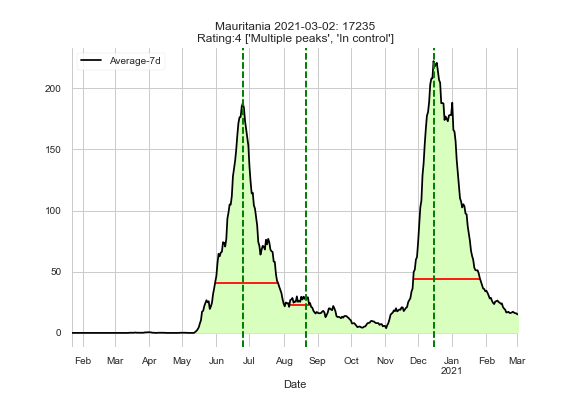 Mauritania 2021-03-02: 17235
Rating:4 ['Multiple peaks', 'In control']
Average-7d
200
150
100
50
0
Feb Mar Apr May Jun Jul Aug Sep Oct Nov Dec Jan Feb Mar
2021
Date